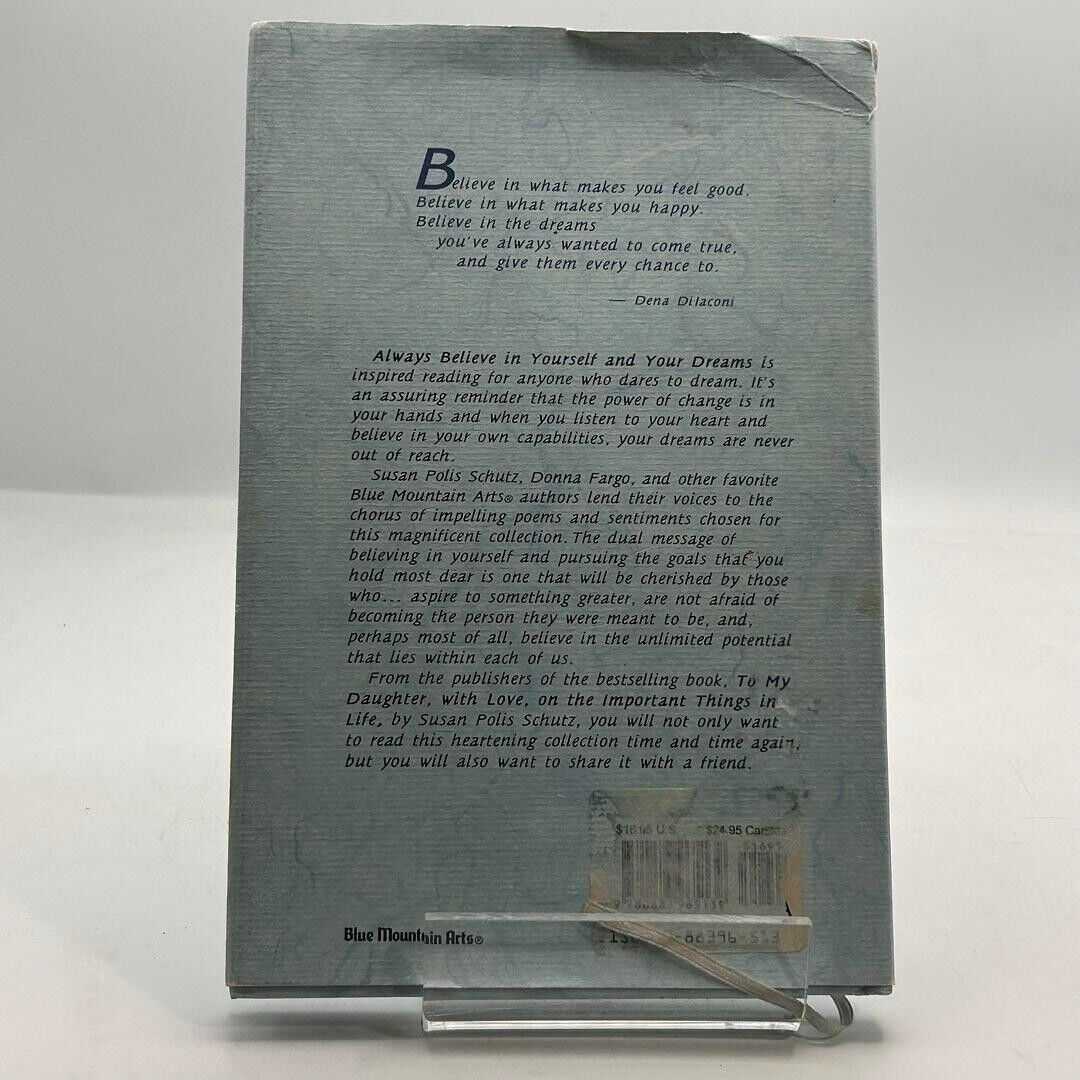 Believe in what makes you feel good.
Believe in what makes you happy.
Believe in the dreams
you've always wanted to come true,
and give them every chance to.
— Dena Dilaconi
Always Believe in Yourself and Your Dreams is
inspired reading for anyone who dares to dream. It's
an assuring reminder that the power of change is in
your hands and when you listen to your heart and
believe in your own capabilities, your dreams are never
out of reach.
Susan Polis Schutz, Donna Fargo, and other favorite
Blue Mountain Arts® authors lend their voices to the
chorus of impelling poems and sentiments chosen for
this magnificent collection. The dual message of
believing in yourself and pursuing the goals that you
hold most dear is one that will be cherished by those
who... aspire to something greater, are not afraid of
becoming the person they were meant to be, and,
perhaps most of all, believe in the unlimited potential
that lies within each of us.
From the publishers of the bestselling book, To My
Daughter, with Love, on the Important Things in
Life, by Susan Polis Schutz, you will not only want
to read this heartening collection time and time again,
but you will also want to share it with a friend.
U.S. $24.95
Blue Mountain Arts®